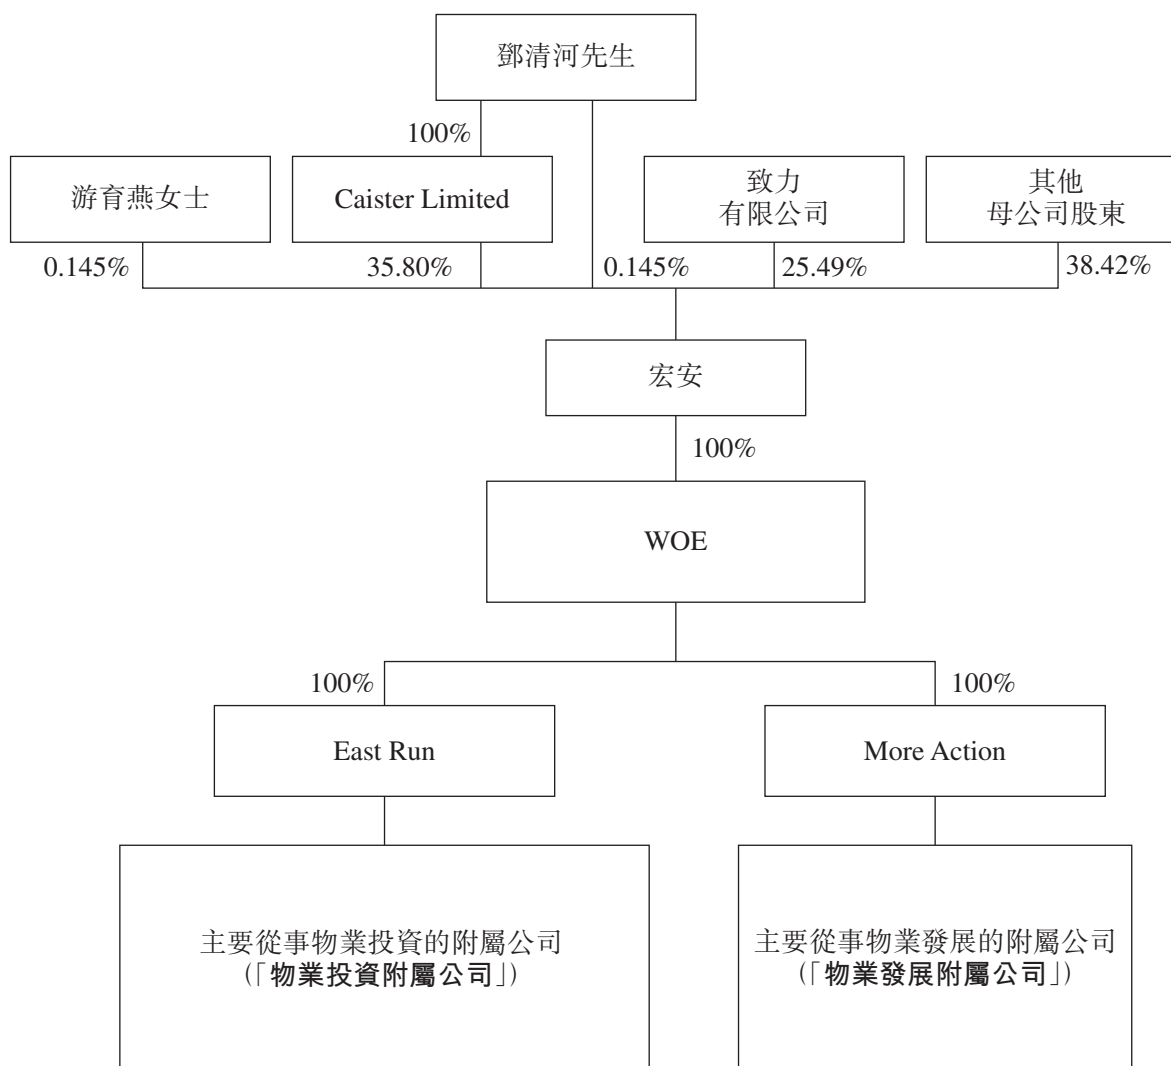 鄧清河先生
100%
游育燕女士
Caister Limited
致力
有限公司
其他
母公司股東
0.145%
35.80%
0.145%
25.49%
38.42%
宏安
100%
WOE
100%
100%
East Run
More Action
主要從事物業投資的附屬公司
(「物業投資附屬公司」)
主要從事物業發展的附屬公司
(「物業發展附屬公司」)